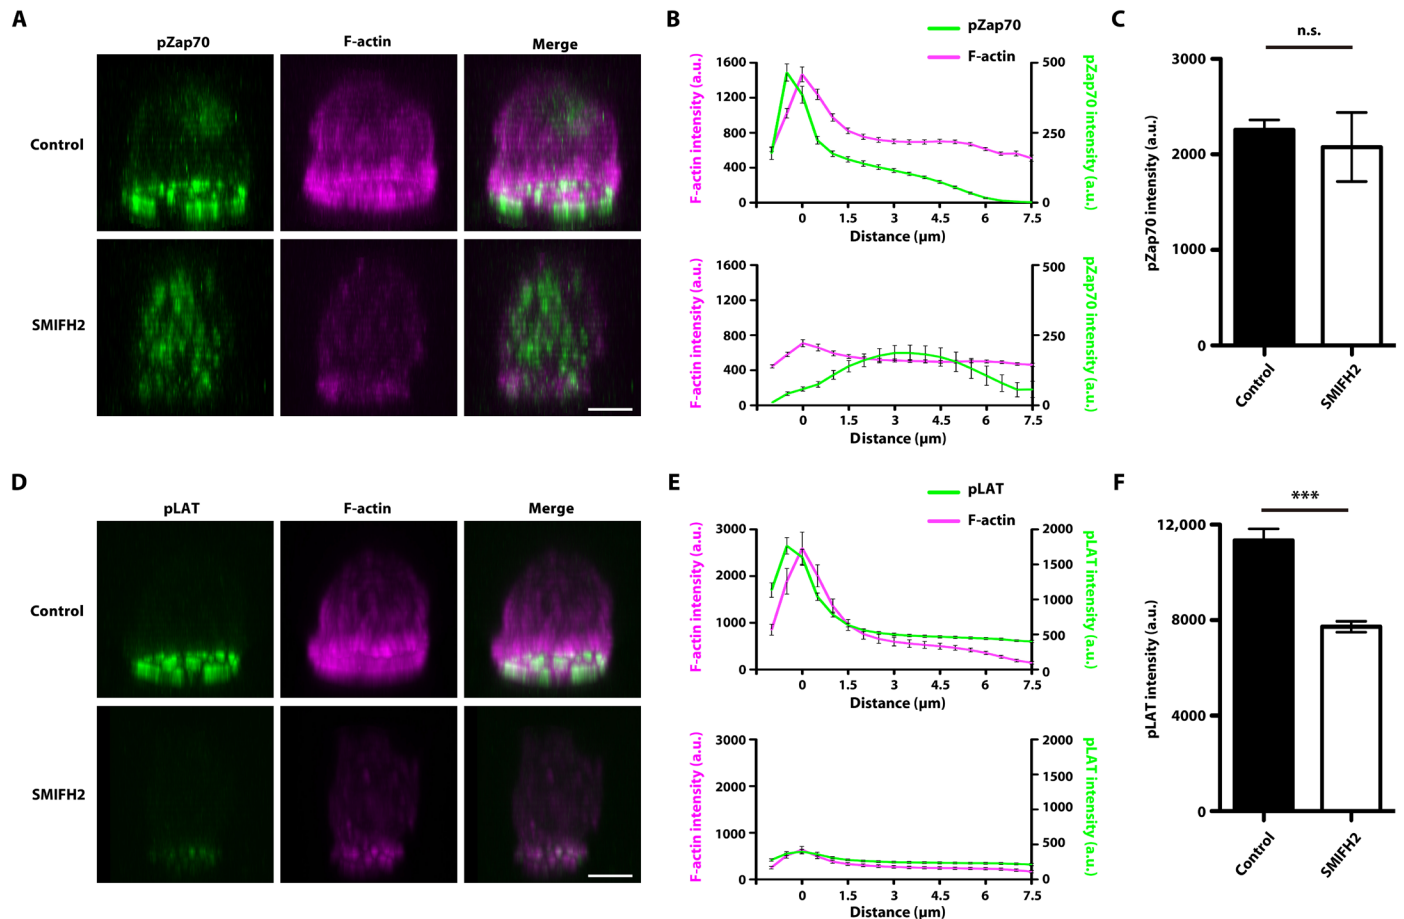 A
pZap70
F-actin
Merge
Control
SMIFH2
B
pZap70
F-actin
F-actin intensity (a.u.)
1600
1200
800
400
0
500
250
0
pZap70 intensity (a.u.)
0
1.5
3
4.5
6
7.5
Distance (µm)
F-actin intensity (a.u.)
1600
1200
800
400
0
500
250
0
pZap70 intensity (a.u.)
0
1.5
3
4.5
6
7.5
Distance (µm)
C
n.s.
pZap70 intensity (a.u.)
3000
2000
1000
0
Control
SMIFH2
D
pLAT
F-actin
Merge
Control
SMIFH2
E
pLAT
F-actin
F-actin intensity (a.u.)
3000
2000
1000
0
2000
1500
1000
500
0
pLAT intensity (a.u.)
0
1.5
3
4.5
6
7.5
Distance (µm)
F-actin intensity (a.u.)
3000
2000
1000
0
2000
1500
1000
500
0
pLAT intensity (a.u.)
0
1.5
3
4.5
6
7.5
Distance (µm)
F
***
pLAT intensity (a.u.)
12,000
8000
4000
0
Control
SMIFH2